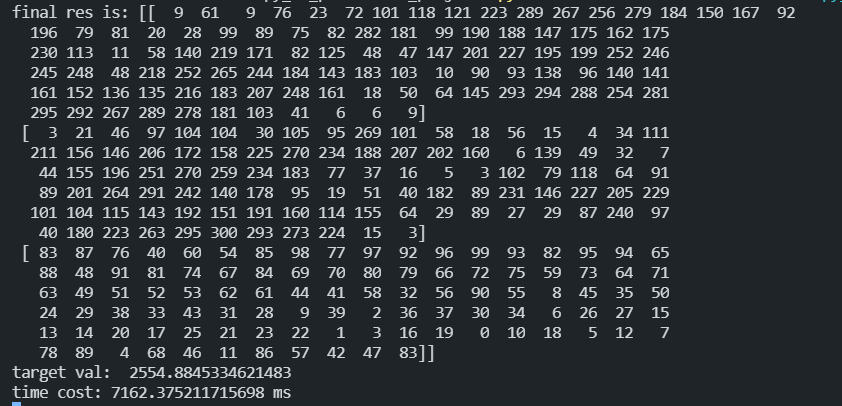 final res is: [[  9  61   9  76  23  72 101 118 121 223 289 267 256 279 184 150 167  92
  196  79  81  20  28  99  89  75  82 282 181  99 190 188 147 175 162 175
  230 113  11  58 140 219 171  82 125  48  47 147 201 227 195 199 252 246
  245 248  48 218 252 265 244 184 143 183 103  10  90  93 138  96 140 141
  161 152 136 135 216 183 207 248 161  18  50  64 145 293 294 288 254 281
  295 292 267 289 278 181 103  41   6   6   9]
 [  3  21  46  97 104 104  30 105  95 269 101  58  18  56  15   4  34 111
  211 156 146 206 172 158 225 270 234 188 207 202 160   6 139  49  32   7
   44 155 196 251 270 259 234 183  77  37  16   5   3 102  79 118  64  91
   89 201 264 291 242 140 178  95  19  51  40 182  89 231 146 227 205 229
  101 104 115 143 192 151 191 160 114 155  64  29  89  27  29  87 240  97
   40 180 223 263 295 300 293 273 224  15   3]
 [ 83  87  76  40  60  54  85  98  77  97  92  96  99  93  82  95  94  65
   88  48  91  81  74  67  84  69  70  80  79  66  72  75  59  73  64  71
   63  49  51  52  53  62  61  44  41  58  32  56  90  55   8  45  35  50
   24  29  38  33  43  31  28   9  39   2  36  37  30  34   6  26  27  15
   13  14  20  17  25  21  23  22   1   3  16  19   0  10  18   5  12   7
   78  89   4  68  46  11  86  57  42  47  83]]
target val:  2554.8845334621483
time cost: 7162.375211715698 ms